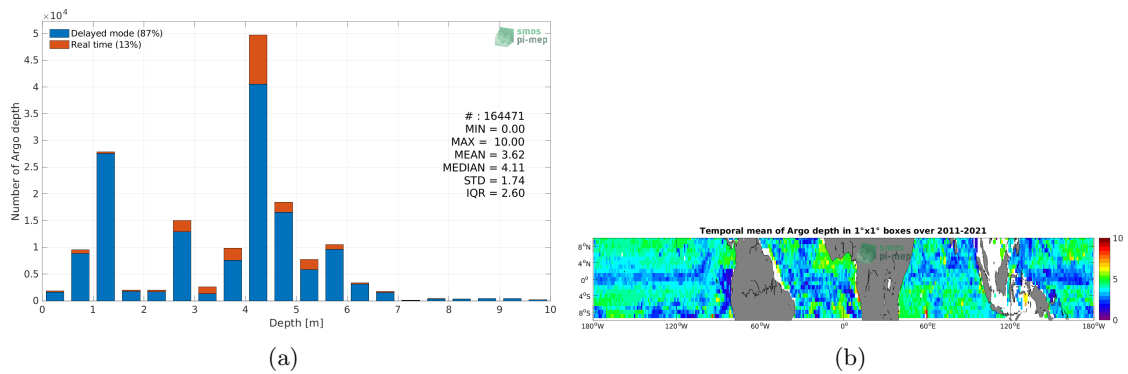 ×10⁴
Delayed mode (87%)
Real time (13%)
smos
pi-mep
5
4.5
4
3.5
3
2.5
2
1.5
1
0.5
0
Number of Argo depth
# : 164471
MIN = 0.00
MAX = 10.00
MEAN = 3.62
MEDIAN = 4.11
STD = 1.74
IQR = 2.60
0 1 2 3 4 5 6 7 8 9 10
Depth [m]
(a)
Temporal mean of Argo depth in 1°x1° boxes over 2011-2021
smos
pi-mep
8°N
4°N
0°
4°S
8°S
180°W 120°W 60°W 0° 60°E 120°E 180°W
10
5
0
(b)